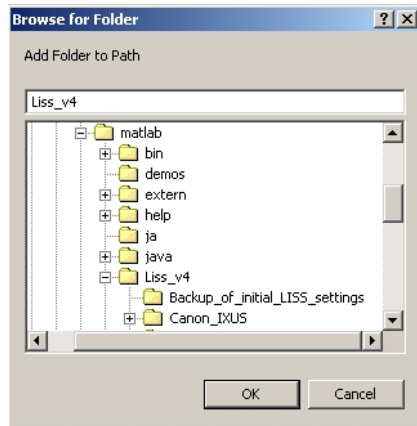 Browse for Folder
Add Folder to Path
Liss_v4
matlab
bin
demos
extern
help
ja
java
Liss_v4
Backup_of_initial_LISS_settings
Canon_IXUS
OK Cancel